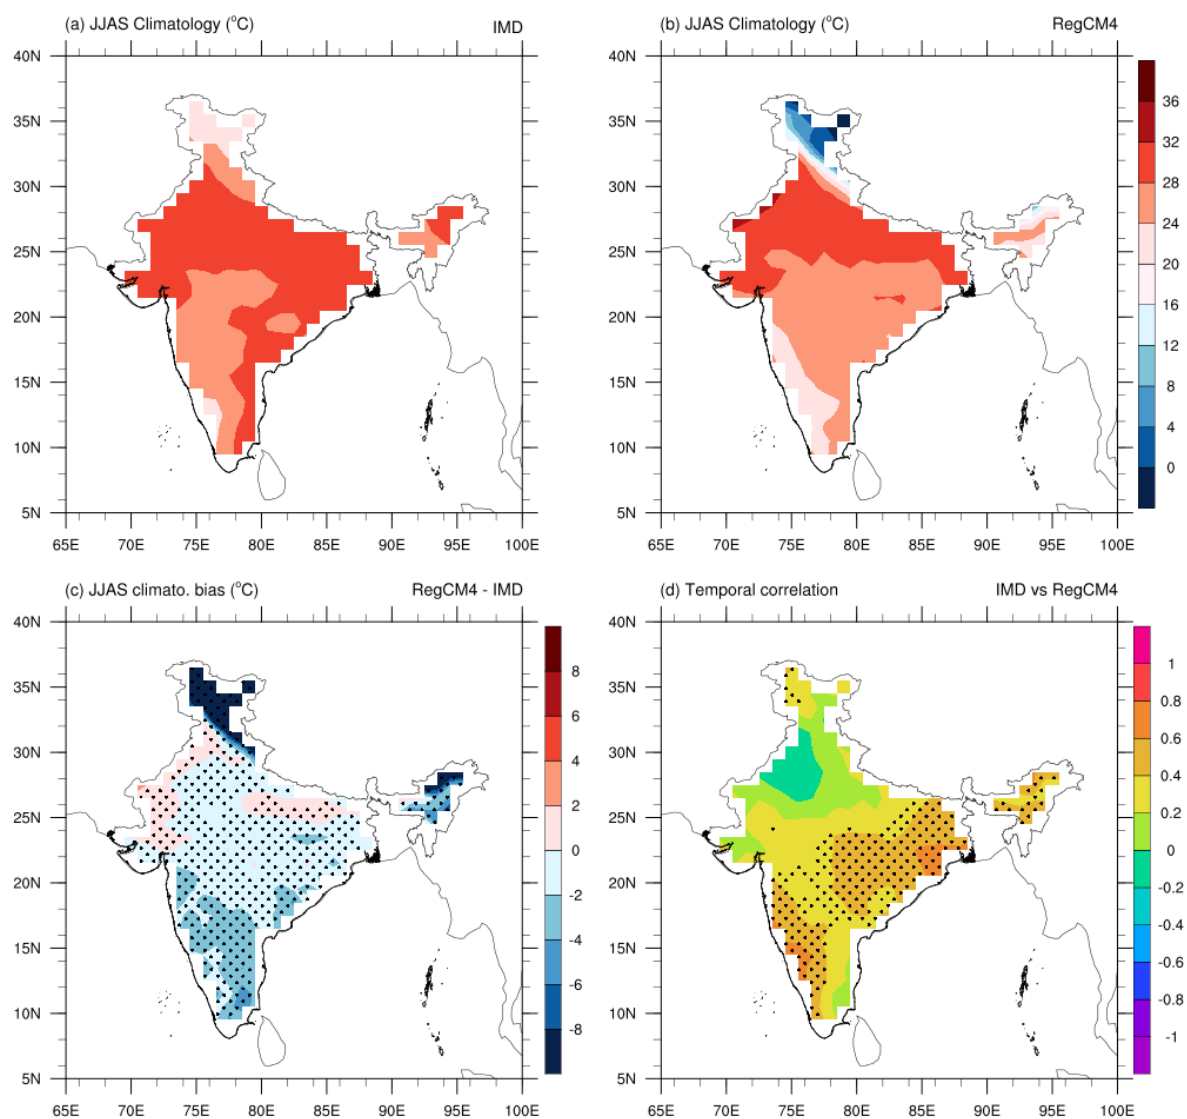 (a) JJAS Climatology (°C) IMD
40N
35N
30N
25N
20N
15N
10N
5N
65E 70E 75E 80E 85E 90E 95E 100E
(b) JJAS Climatology (°C) RegCM4
40N
35N
30N
25N
20N
15N
10N
5N
65E 70E 75E 80E 85E 90E 95E 100E
36
32
28
24
20
16
12
8
4
0
(c) JJAS climato. bias (°C) RegCM4 - IMD
40N
35N
30N
25N
20N
15N
10N
5N
65E 70E 75E 80E 85E 90E 95E 100E
8
6
4
2
0
-2
-4
-6
-8
(d) Temporal correlation IMD vs RegCM4
40N
35N
30N
25N
20N
15N
10N
5N
65E 70E 75E 80E 85E 90E 95E 100E
1
0.8
0.6
0.4
0.2
0
-0.2
-0.4
-0.6
-0.8
-1